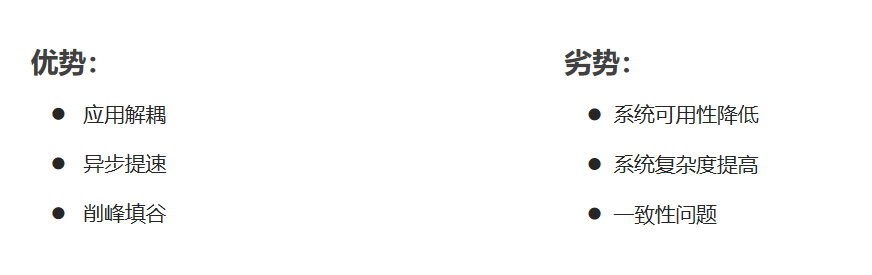 优势：
● 应用解耦
● 异步提速
● 削峰填谷
劣势：
● 系统可用性降低
● 系统复杂度提高
● 一致性问题